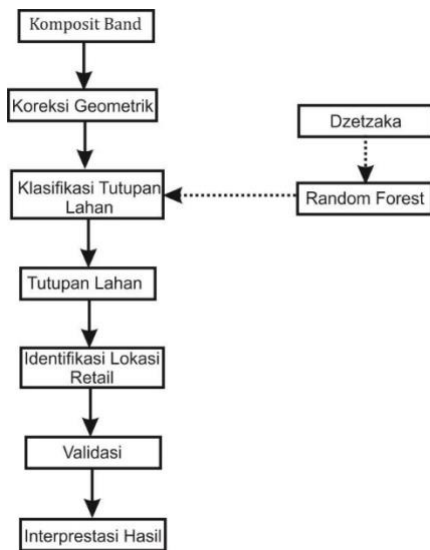 Komposit Band
Koreksi Geometrik
Dzetzaka
Klasifikasi Tutupan
Lahan
Random Forest
Tutupan Lahan
Identifikasi Lokasi
Retail
Validasi
Interprestasi Hasil